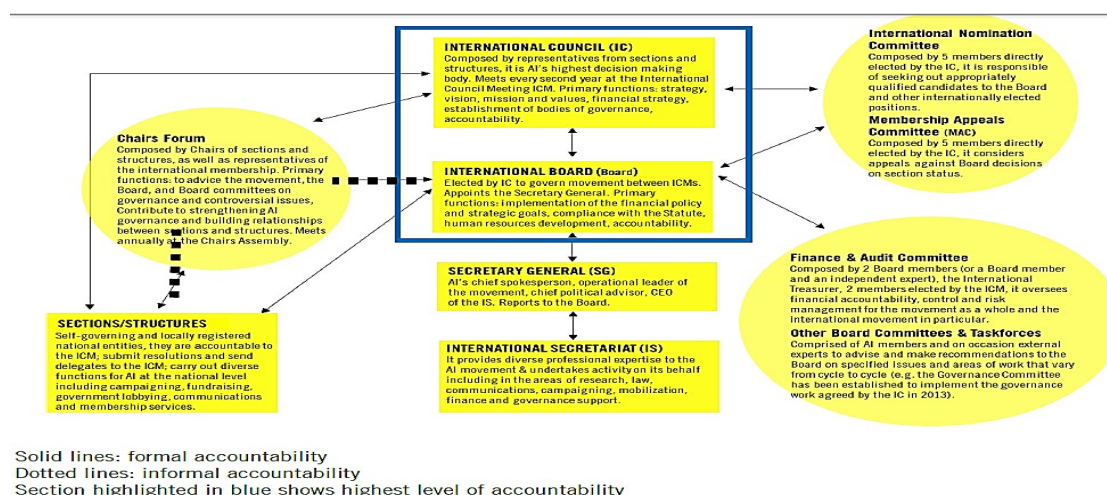 INTERNATIONAL COUNCIL (IC)
Composed by representatives from sections and
structures, it is AI's highest decision making
body. Meets every second year at the International
Council Meeting ICM. Primary functions: strategy,
vision, mission and values, financial strategy,
establishment of bodies of governance,
accountability.
International Nomination
Committee
Composed by 5 members directly
elected by the IC, it is responsible
of seeking out appropriately
qualified candidates to the Board
and other internationally elected
positions.
Membership Appeals
Committee (MAC)
Composed by 5 members directly
elected by the IC, it considers
appeals against Board decisions
on section status.
Chairs Forum
Composed by Chairs of sections and
structures, as well as representatives of
the international membership. Primary
functions: to advice the movement, the
Board, and Board committees on
governance and controversial issues,
Contribute to strengthening AI
governance and building relationships
between sections and structures. Meets
annually at the Chairs Assembly.
INTERNATIONAL BOARD (Board)
Elected by IC to govern movement between ICMs.
Appoints the Secretary General. Primary
functions: implementation of the financial policy
and strategic goals, compliance with the Statute,
human resources development, accountability.
SECRETARY GENERAL (SG)
AI's chief spokesperson, operational leader of
the movement, chief political advisor, CEO
of the IS. Reports to the Board.
Finance & Audit Committee
Composed by 2 Board members (or a Board member
and an independent expert), the International
Treasurer, 2 members elected by the ICM, it oversees
financial accountability, control and risk
management for the movement as a whole and the
International movement in particular.
Other Board Committees & Taskforces
Comprised of AI members and on occasion external
experts to advise and make recommendations to the
Board on specified issues and areas of work that vary
from cycle to cycle (e.g. the Governance Committee
has been established to implement the governance
work agreed by the IC in 2013).
SECTIONS/STRUCTURES
Self-governing and locally registered
national entities, they are accountable to
the ICM; submit resolutions and send
delegates to the ICM; carry out diverse
functions for AI at the national level
including campaigning, fundraising,
government lobbying, communications
and membership services.
INTERNATIONAL SECRETARIAT (IS)
It provides diverse professional expertise to the
AI movement & undertakes activity on its behalf
including in the areas of research, law,
communications, campaigning, mobilization,
finance and governance support.
Solid lines: formal accountability
Dotted lines: informal accountability
Section highlighted in blue shows highest level of accountability